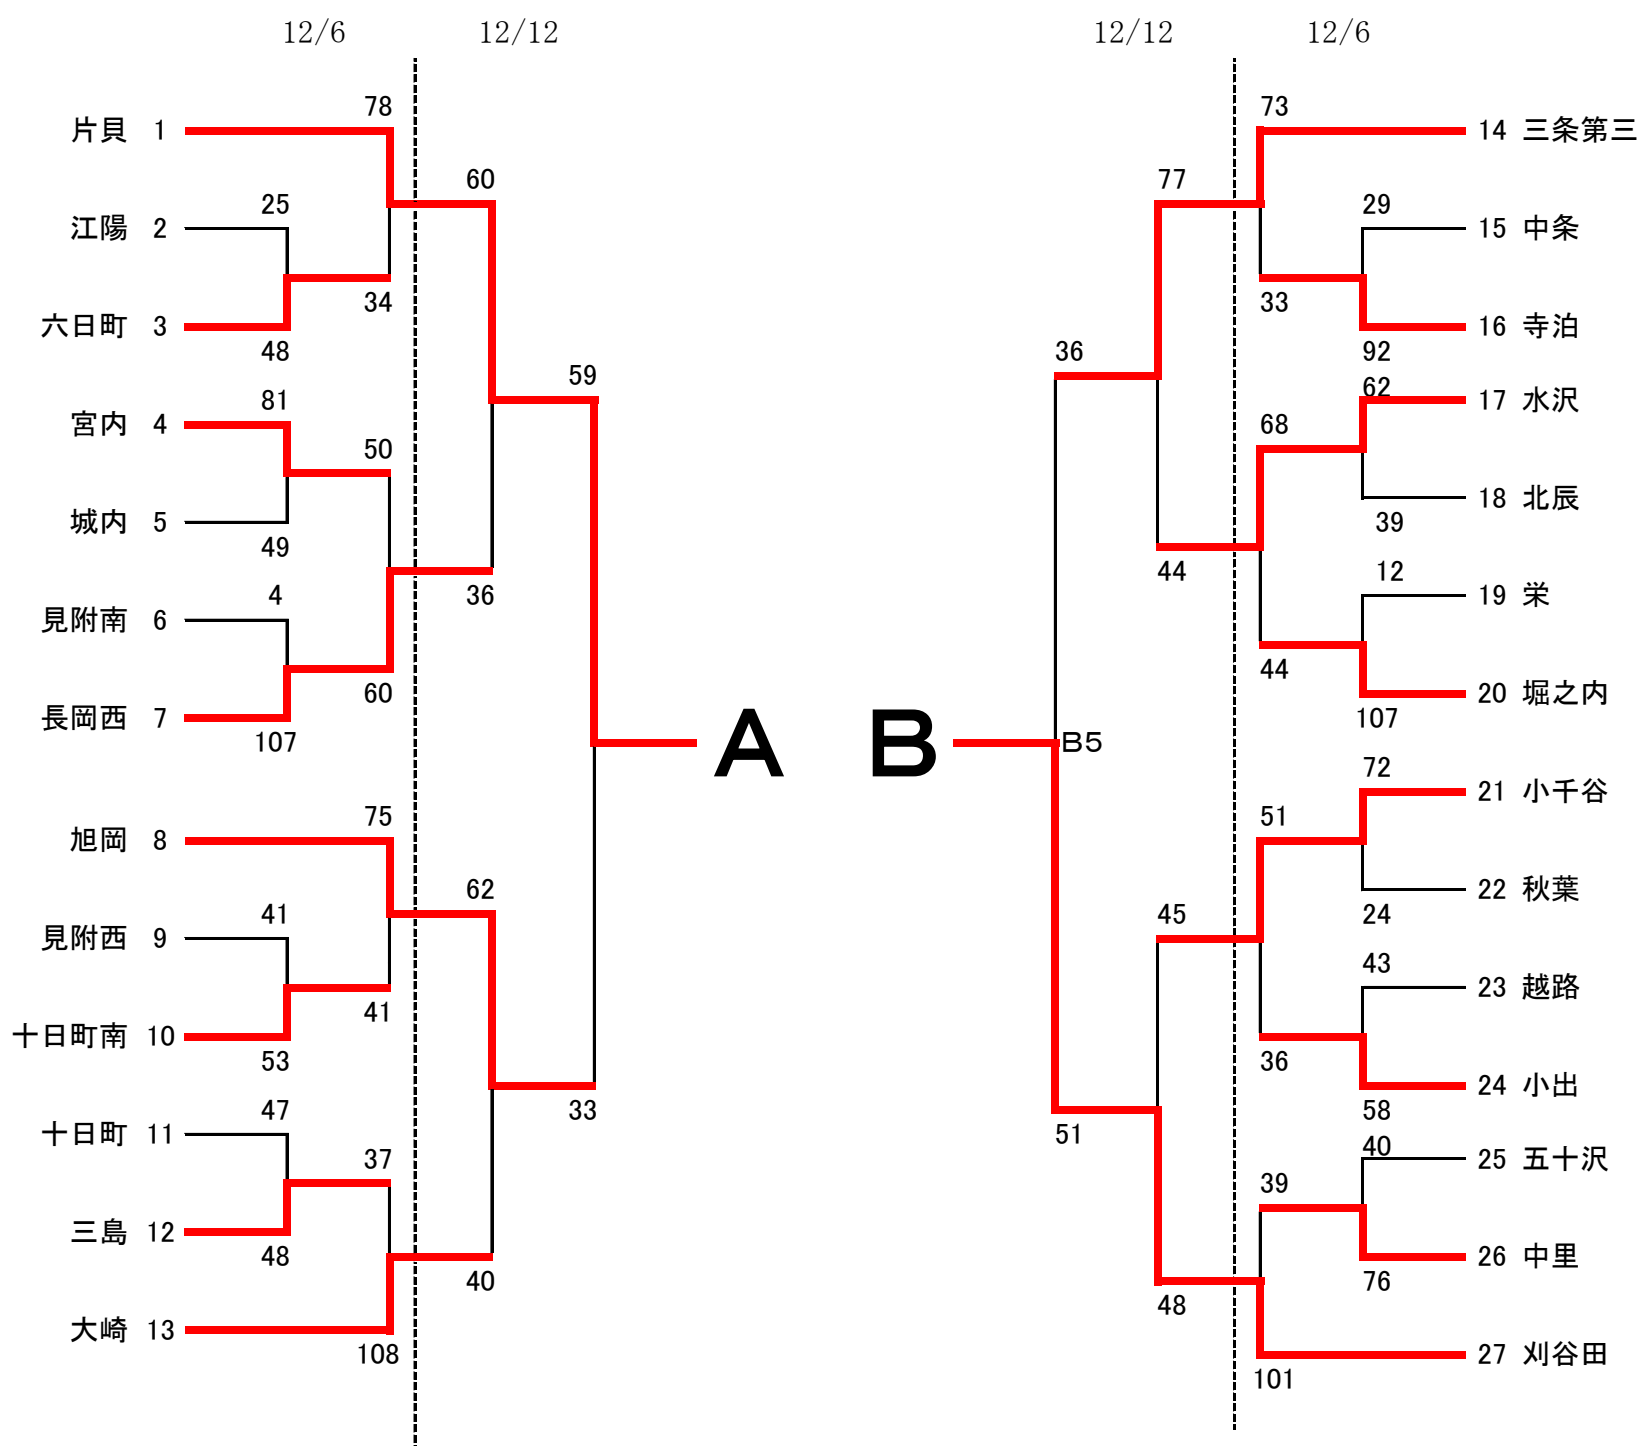 12/6 12/12 12/12 12/6
78 73
片貝 1 14 三条第三
60 77
25 29
江陽 2 15 中条
34 33
六日町 3 16 寺泊
48 36 92
59 62
81 17 水沢
宮内 4 68
50
18 北辰
城内 5 39
49
4 36 44 12
19 栄
見附南 6
60 44
20 堀之内
長岡西 7 107
107
A B B5
72
21 小千谷
75 51
旭岡 8
62 22 秋葉
41 45 24
見附西 9
43
23 越路
41
十日町南 10 36
53
24 小出
47 33 58
十日町 11 51 40
37 25 五十沢
39
三島 12
48 26 中里
40 76
48
大崎 13
108 27 刈谷田
101